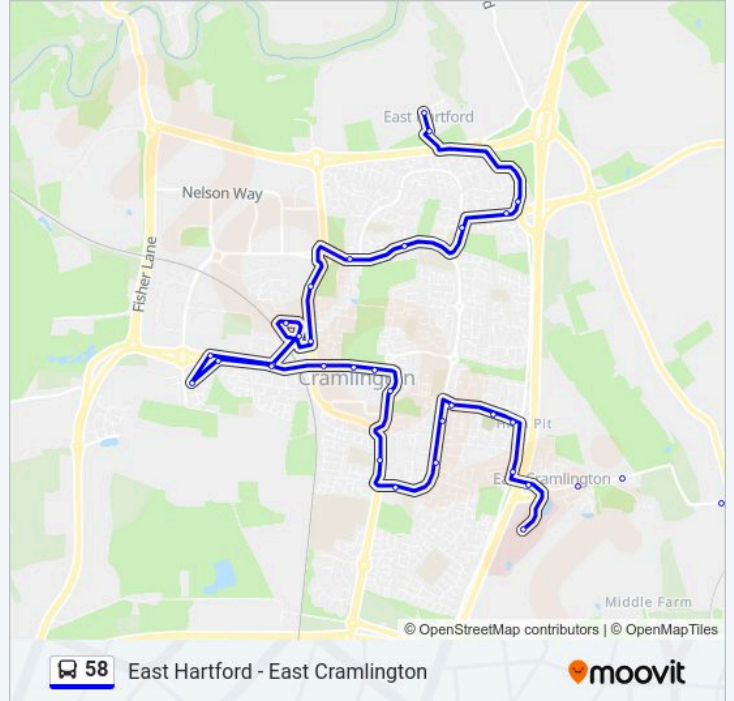 East Hartford
Nelson Way
Fisher Lane
Cramlington
Pit
East Cramlington
Middle Farm
© OpenStreetMap contributors | © OpenMapTiles
58 East Hartford - East Cramlington
moovit